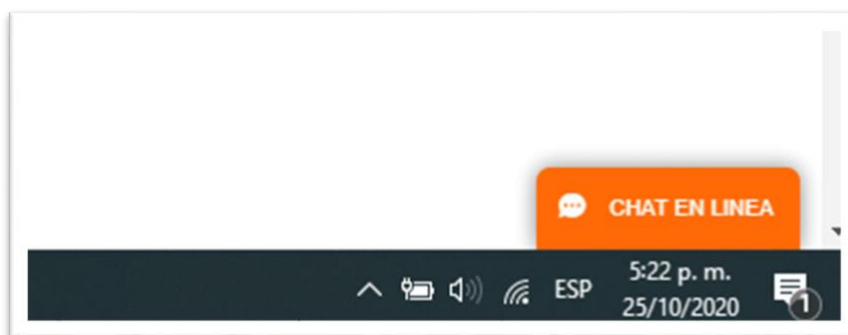 CHAT EN LINEA
ESP
5:22 p. m.
25/10/2020
1